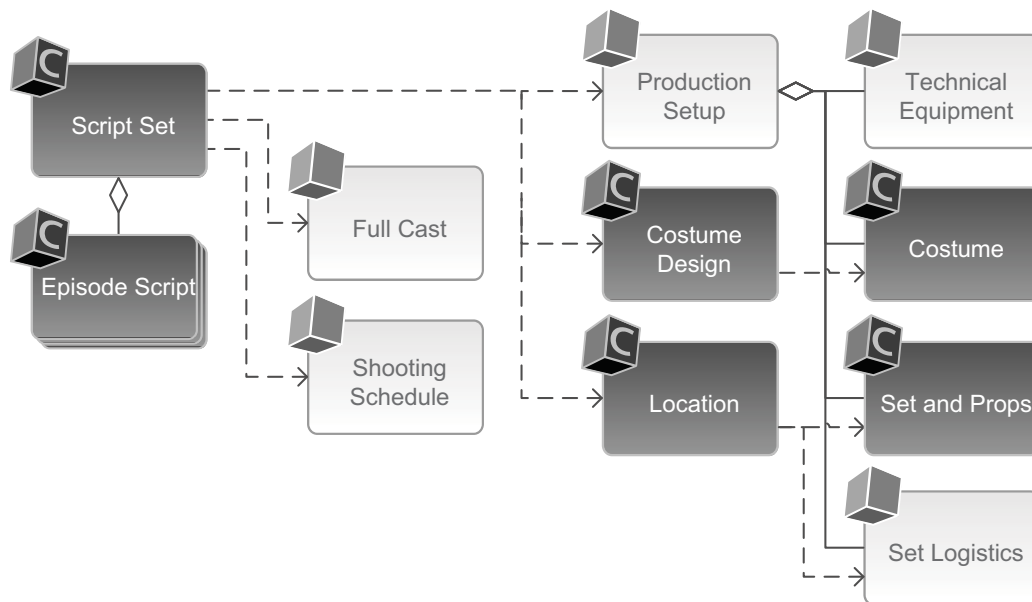 C
Script Set
C
Episode Script
Full Cast
Shooting
Schedule
Production
Setup
C
Costume
Design
C
Location
Technical
Equipment
C
Costume
C
Set and Props
Set Logistics